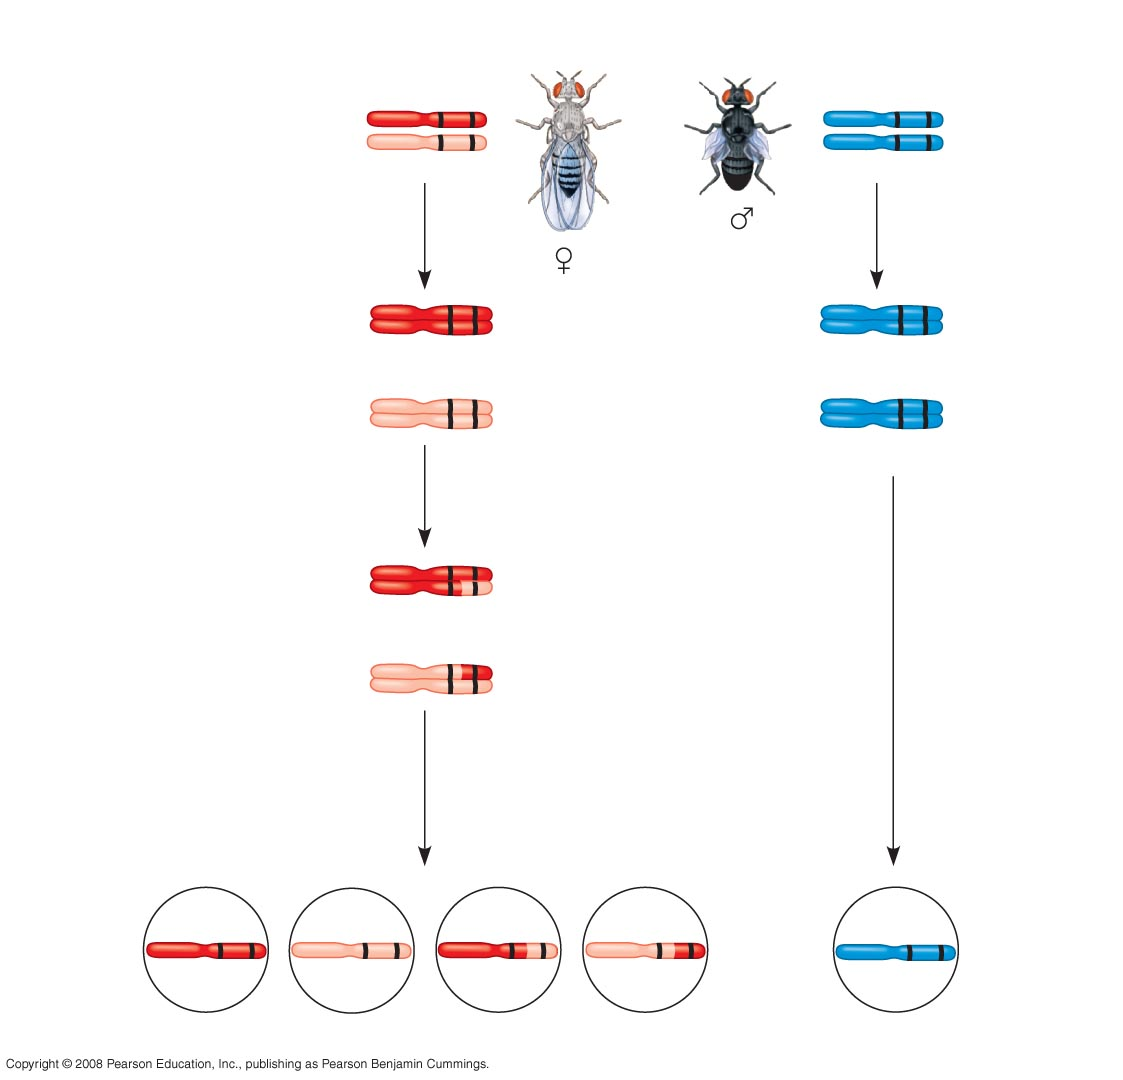 ♀
♂
Copyright © 2008 Pearson Education, Inc., publishing as Pearson Benjamin Cummings.